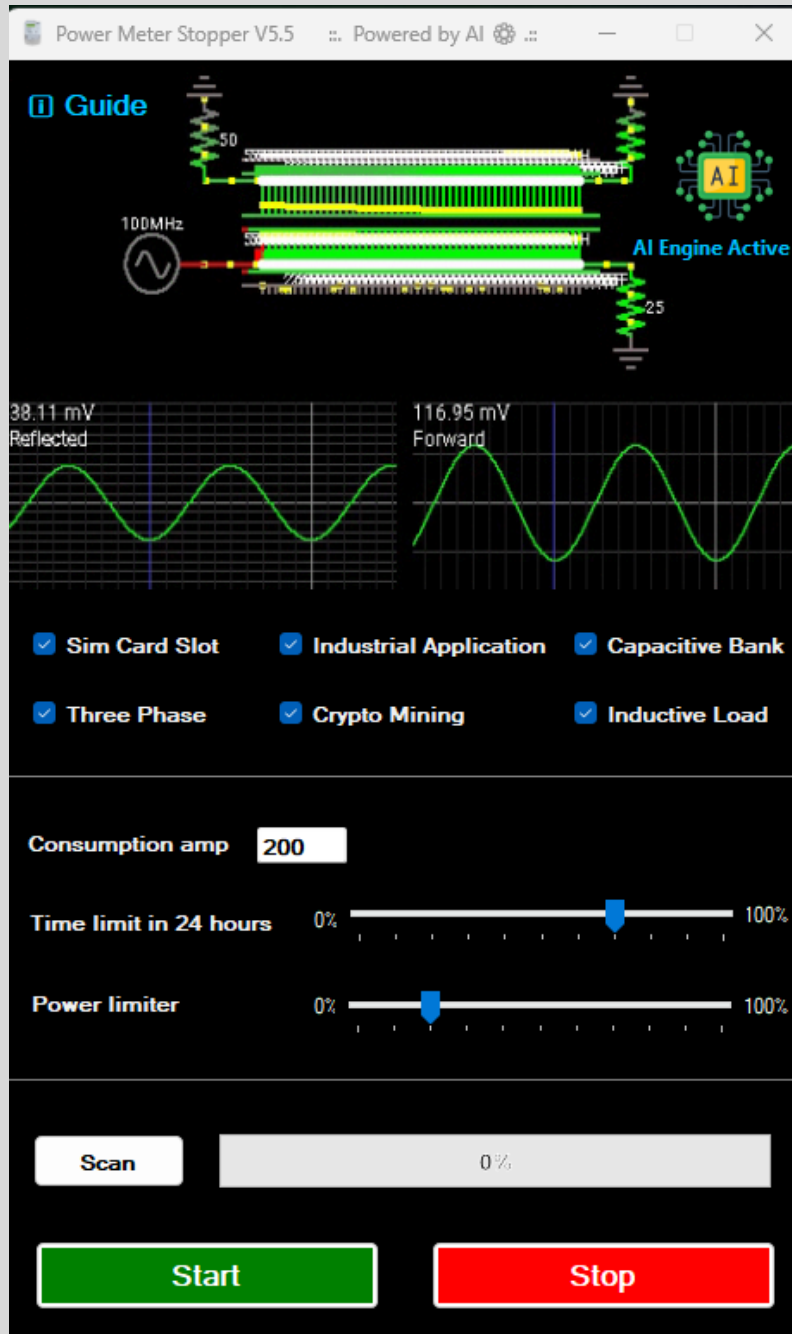 Power Meter Stopper V5.5 ::. Powered by AI .::
Guide
50
AI
100MHz
AI Engine Active
25
38.11 mV
Reflected
116.95 mV
Forward
Sim Card Slot Industrial Application Capacitive Bank
Three Phase Crypto Mining Inductive Load
Consumption amp 200
Time limit in 24 hours 0% 100%
Power limiter 0% 100%
Scan 0%
Start Stop